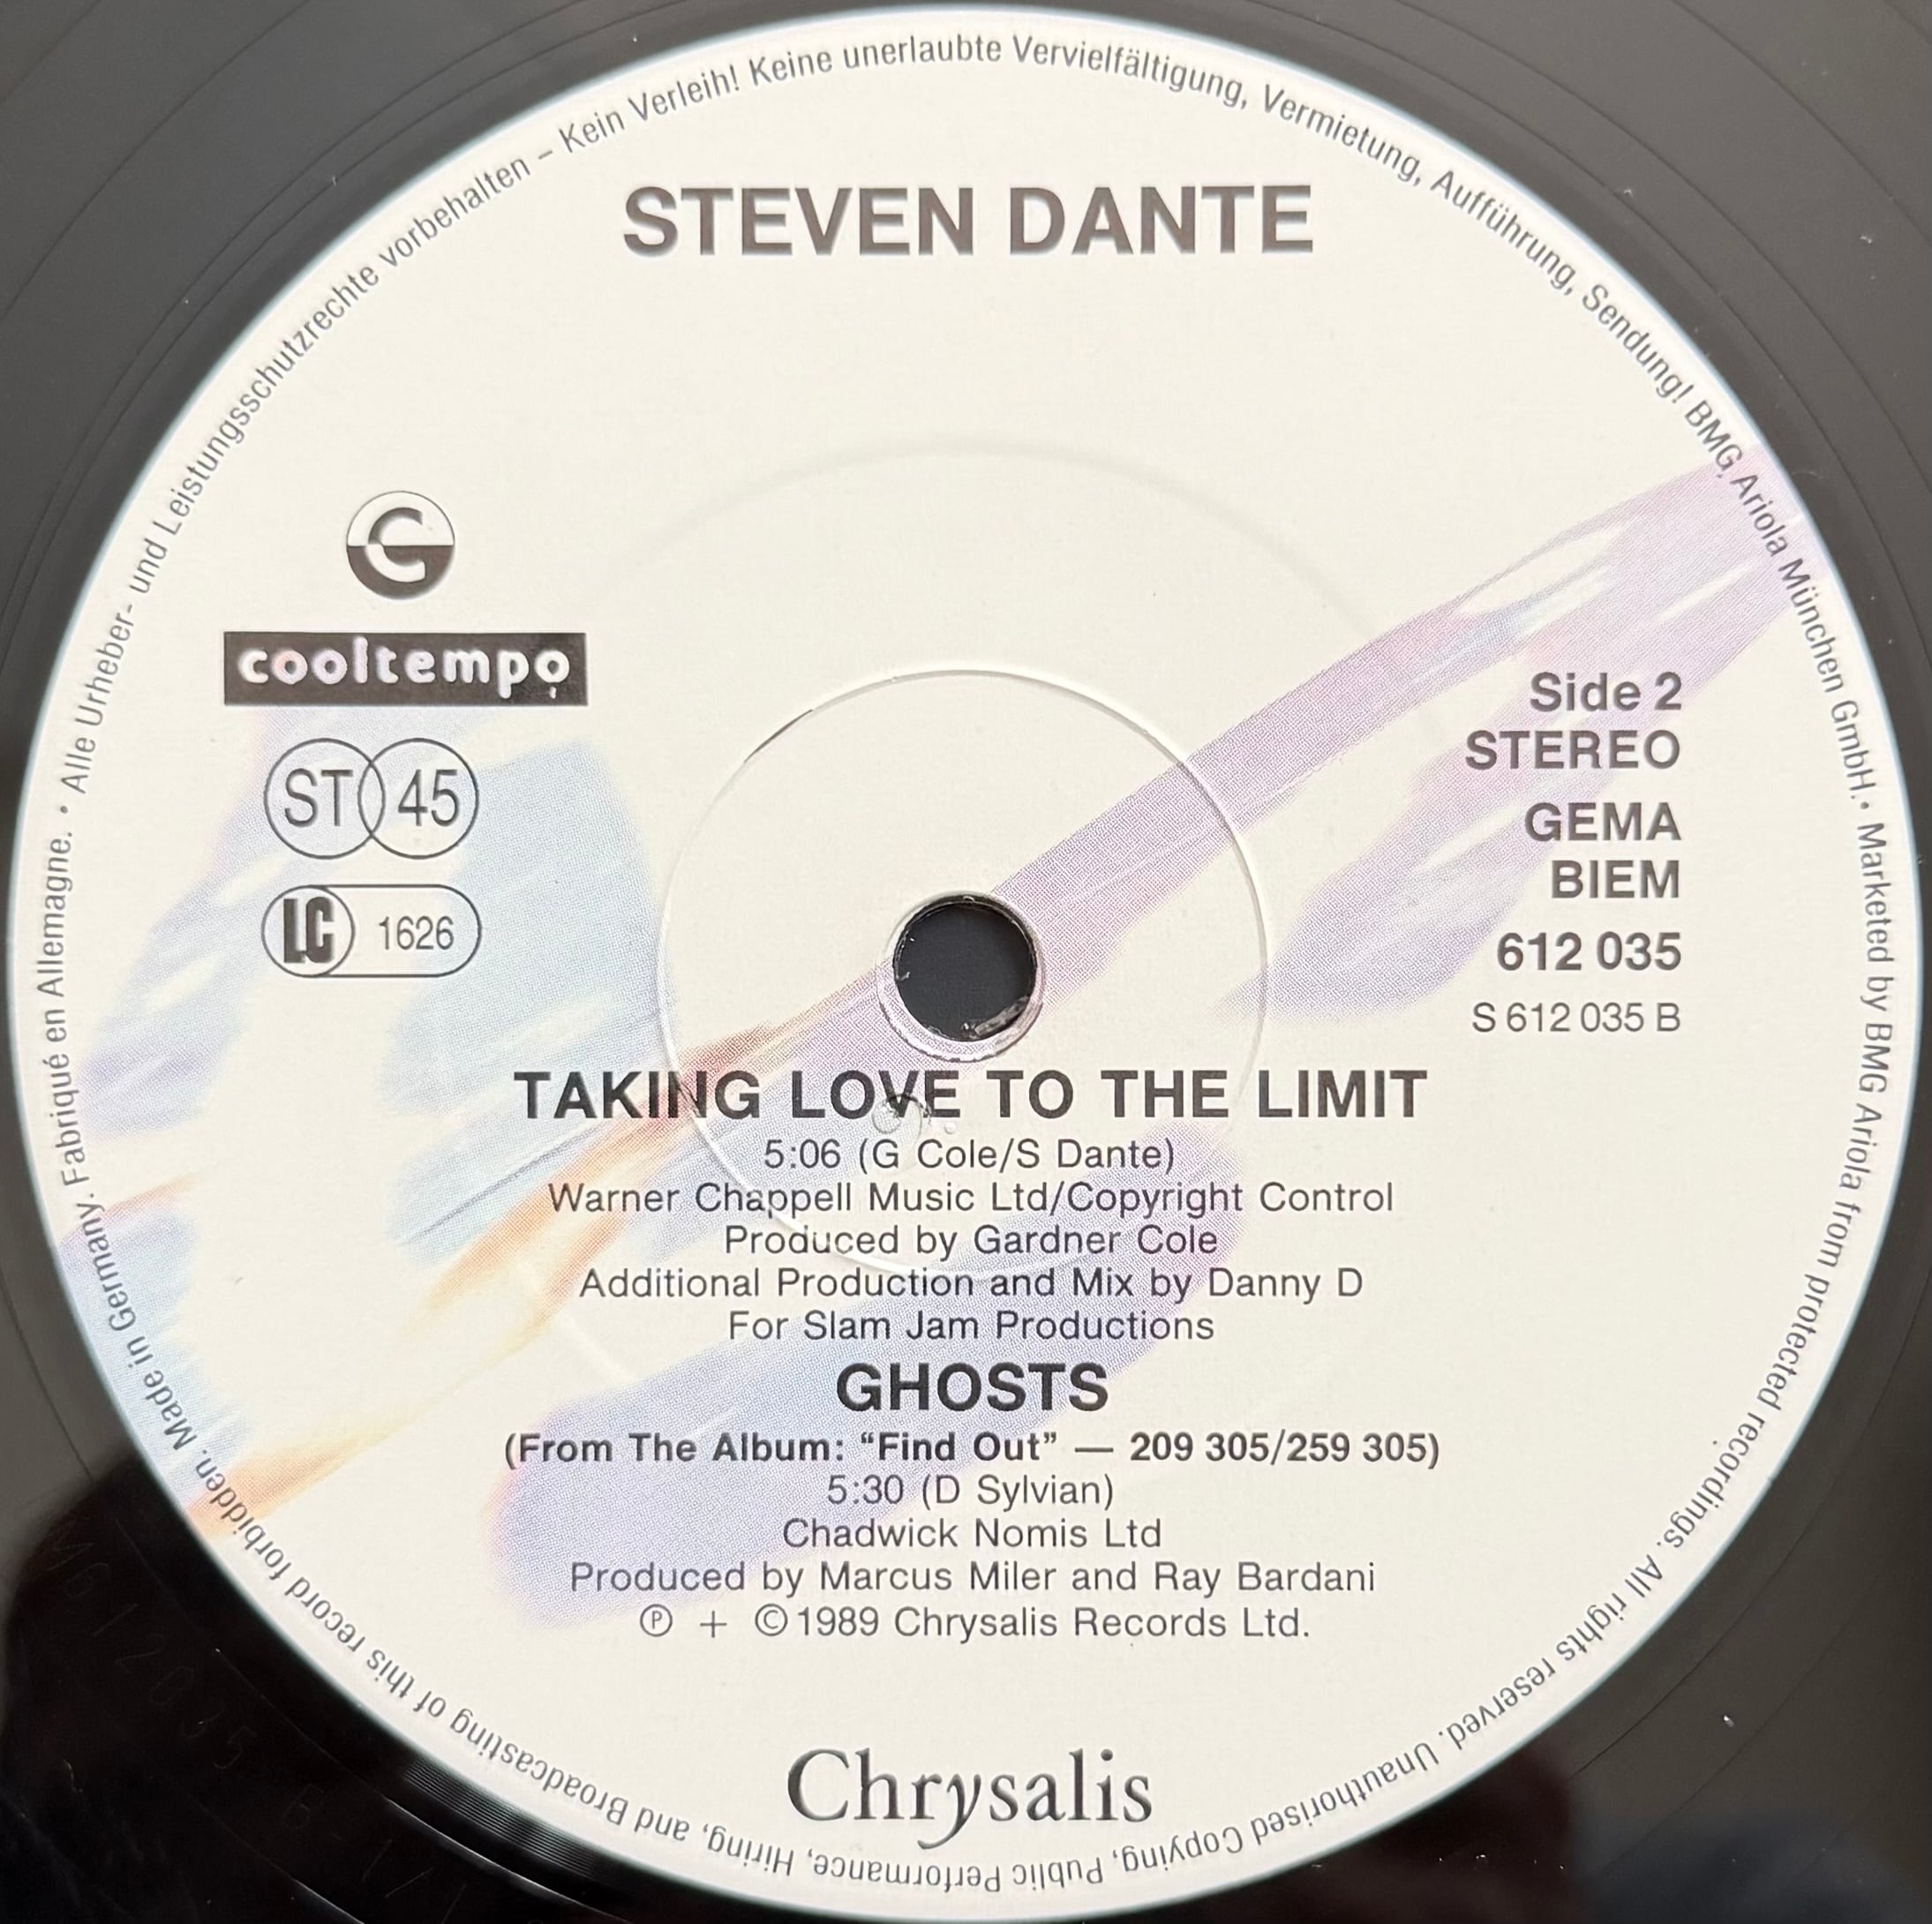 • Alle Urheber- und Leistungsschutzrechte vorbehalten – Kein Verleih! Keine unerlaubte Vervielfältigung, Vermietung, Aufführung, Sendung! BMG Ariola München GmbH. • Marketed by BMG Ariola from protected recordings. All rights reserved. Unauthorised Copying, Public Performance, Hiring, and Broadcasting of this record forbidden. Made in Germany. Fabriqué en Allemagne.
STEVEN DANTE
G
cooltempo
ST 45
LC 1626
Side 2
STEREO
GEMA
BIEM
612 035
S 612 035 B
TAKING LOVE TO THE LIMIT
5:06 (G Cole/S Dante)
Warner Chappell Music Ltd/Copyright Control
Produced by Gardner Cole
Additional Production and Mix by Danny D
For Slam Jam Productions
GHOSTS
(From The Album: “Find Out” — 209 305/259 305)
5:30 (D Sylvian)
Chadwick Nomis Ltd
Produced by Marcus Miler and Ray Bardani
℗ + © 1989 Chrysalis Records Ltd.
Chrysalis